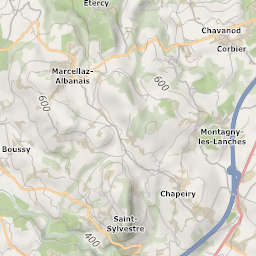 Etercy
Chavanod
Corbier
Marcellaz-
Albanais
600
600
Montagny-
les-Lanches
Boussy
Chapeiry
Saint-
Sylvestre
400